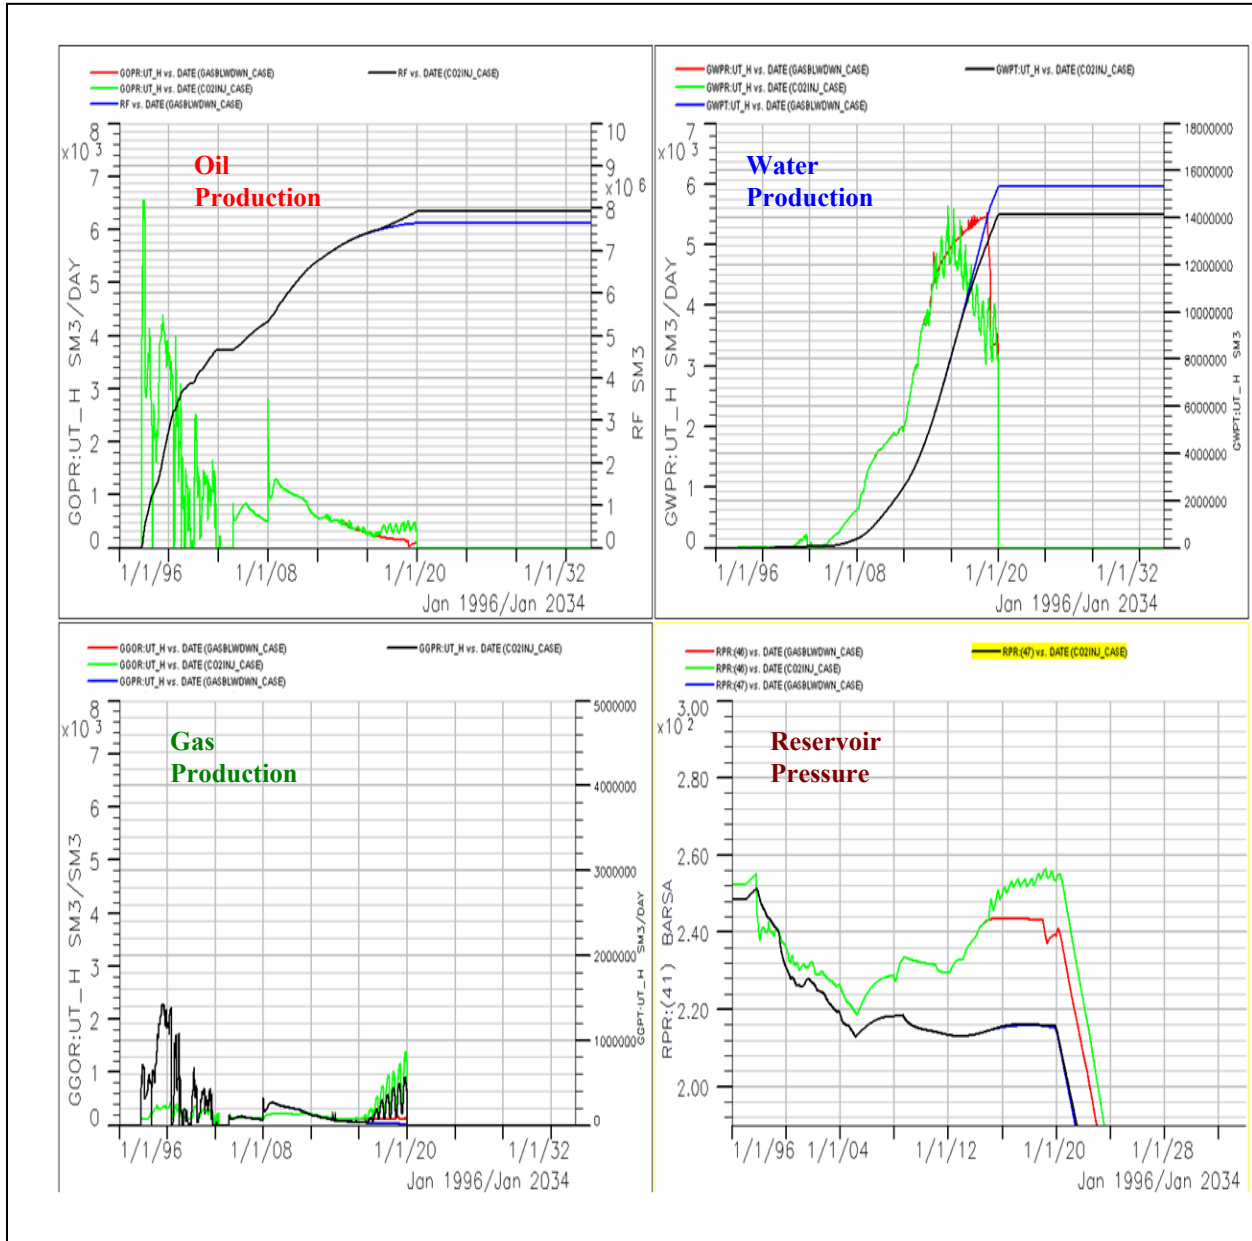 GOPR:UT_H vs. DATE (GASBLWDWN_CASE)
GOPR:UT_H vs. DATE (CO2INJ_CASE)
RF vs. DATE (GASBLWDWN_CASE)
RF vs. DATE (CO2INJ_CASE)
Oil
Production
8
x10 3
7
6
5
4
3
2
1
0
GOPR:UT_H SM3/DAY
10
9
x10 6
8
7
6
5
4
3
2
1
0
RF SM3
1/1/96
1/1/08
1/1/20
1/1/32
Jan 1996/Jan 2034
GWPR:UT_H vs. DATE (GASBLWDWN_CASE)
GWPR:UT_H vs. DATE (CO2INJ_CASE)
GWPT:UT_H vs. DATE (GASBLWDWN_CASE)
GWPT:UT_H vs. DATE (CO2INJ_CASE)
Water
Production
7
x10 3
6
5
4
3
2
1
0
GWPR:UT_H SM3/DAY
18000000
16000000
14000000
12000000
10000000
8000000
6000000
4000000
2000000
0
GWPT:UT_H SM3
1/1/96
1/1/08
1/1/20
1/1/32
Jan 1996/Jan 2034
GGOR:UT_H vs. DATE (GASBLWDWN_CASE)
GGOR:UT_H vs. DATE (CO2INJ_CASE)
GGPR:UT_H vs. DATE (GASBLWDWN_CASE)
GGPR:UT_H vs. DATE (CO2INJ_CASE)
Gas
Production
8
x10 3
7
6
5
4
3
2
1
0
GGOR:UT_H SM3/SM3
5000000
4000000
3000000
2000000
1000000
0
GGPT:UT_H SM3/DAY
1/1/96
1/1/08
1/1/20
1/1/32
Jan 1996/Jan 2034
RPR:(46) vs. DATE (GASBLWDWN_CASE)
RPR:(46) vs. DATE (CO2INJ_CASE)
RPR:(47) vs. DATE (GASBLWDWN_CASE)
RPR:(47) vs. DATE (CO2INJ_CASE)
Reservoir
Pressure
3.00
x10 2
2.80
2.60
2.40
2.20
2.00
RPR:(41) BARSA
1/1/96
1/1/04
1/1/12
1/1/20
1/1/28
Jan 1996/Jan 2034